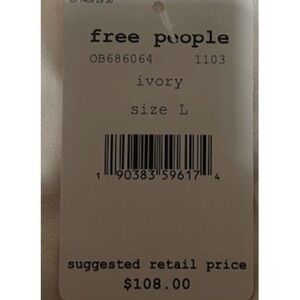 free people
OB686064 1103
ivory
size L
1 90383 59617 4
suggested retail price
$108.00